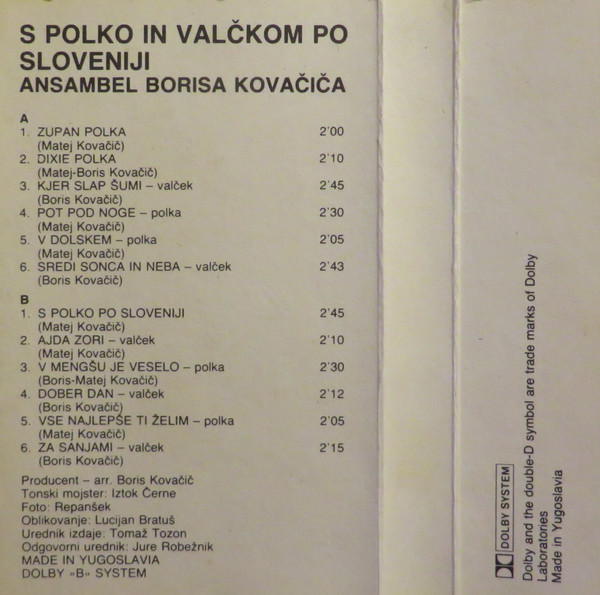 S POLKO IN VALČKOM PO
SLOVENIJI
ANSAMBEL BORISA KOVAČIČA
A
1. ZUPAN POLKA 2'00
(Matej Kovačič)
2. DIXIE POLKA 2'10
(Matej-Boris Kovačič)
3. KJER SLAP ŠUMI – valček 2'45
(Boris Kovačič)
4. POT POD NOGE – polka 2'30
(Matej Kovačič)
5. V DOLSKEM – polka 2'05
(Matej Kovačič)
6. SREDI SONCA IN NEBA – valček 2'43
(Boris Kovačič)
B
1. S POLKO PO SLOVENIJI 2'45
(Matej Kovačič)
2. AJDA ZORI – valček 2'10
(Matej Kovačič)
3. V MENGŠU JE VESELO – polka 2'30
(Boris-Matej Kovačič)
4. DOBER DAN – valček 2'12
(Boris Kovačič)
5. VSE NAJLEPŠE TI ŽELIM – polka 2'05
(Matej Kovačič)
6. ZA SANJAMI – valček 2'15
(Boris Kovačič)
Producent – arr. Boris Kovačič
Tonski mojster: Iztok Černe
Foto: Repanšek
Oblikovanje: Lucijan Bratuš
Urednik izdaje: Tomaž Tozon
Odgovorni urednik: Jure Robežnik
MADE IN YUGOSLAVIA
DOLBY »B« SYSTEM
DOLBY SYSTEM
Dolby and the double-D symbol are trade marks of Dolby
Laboratories
Made in Yugoslavia